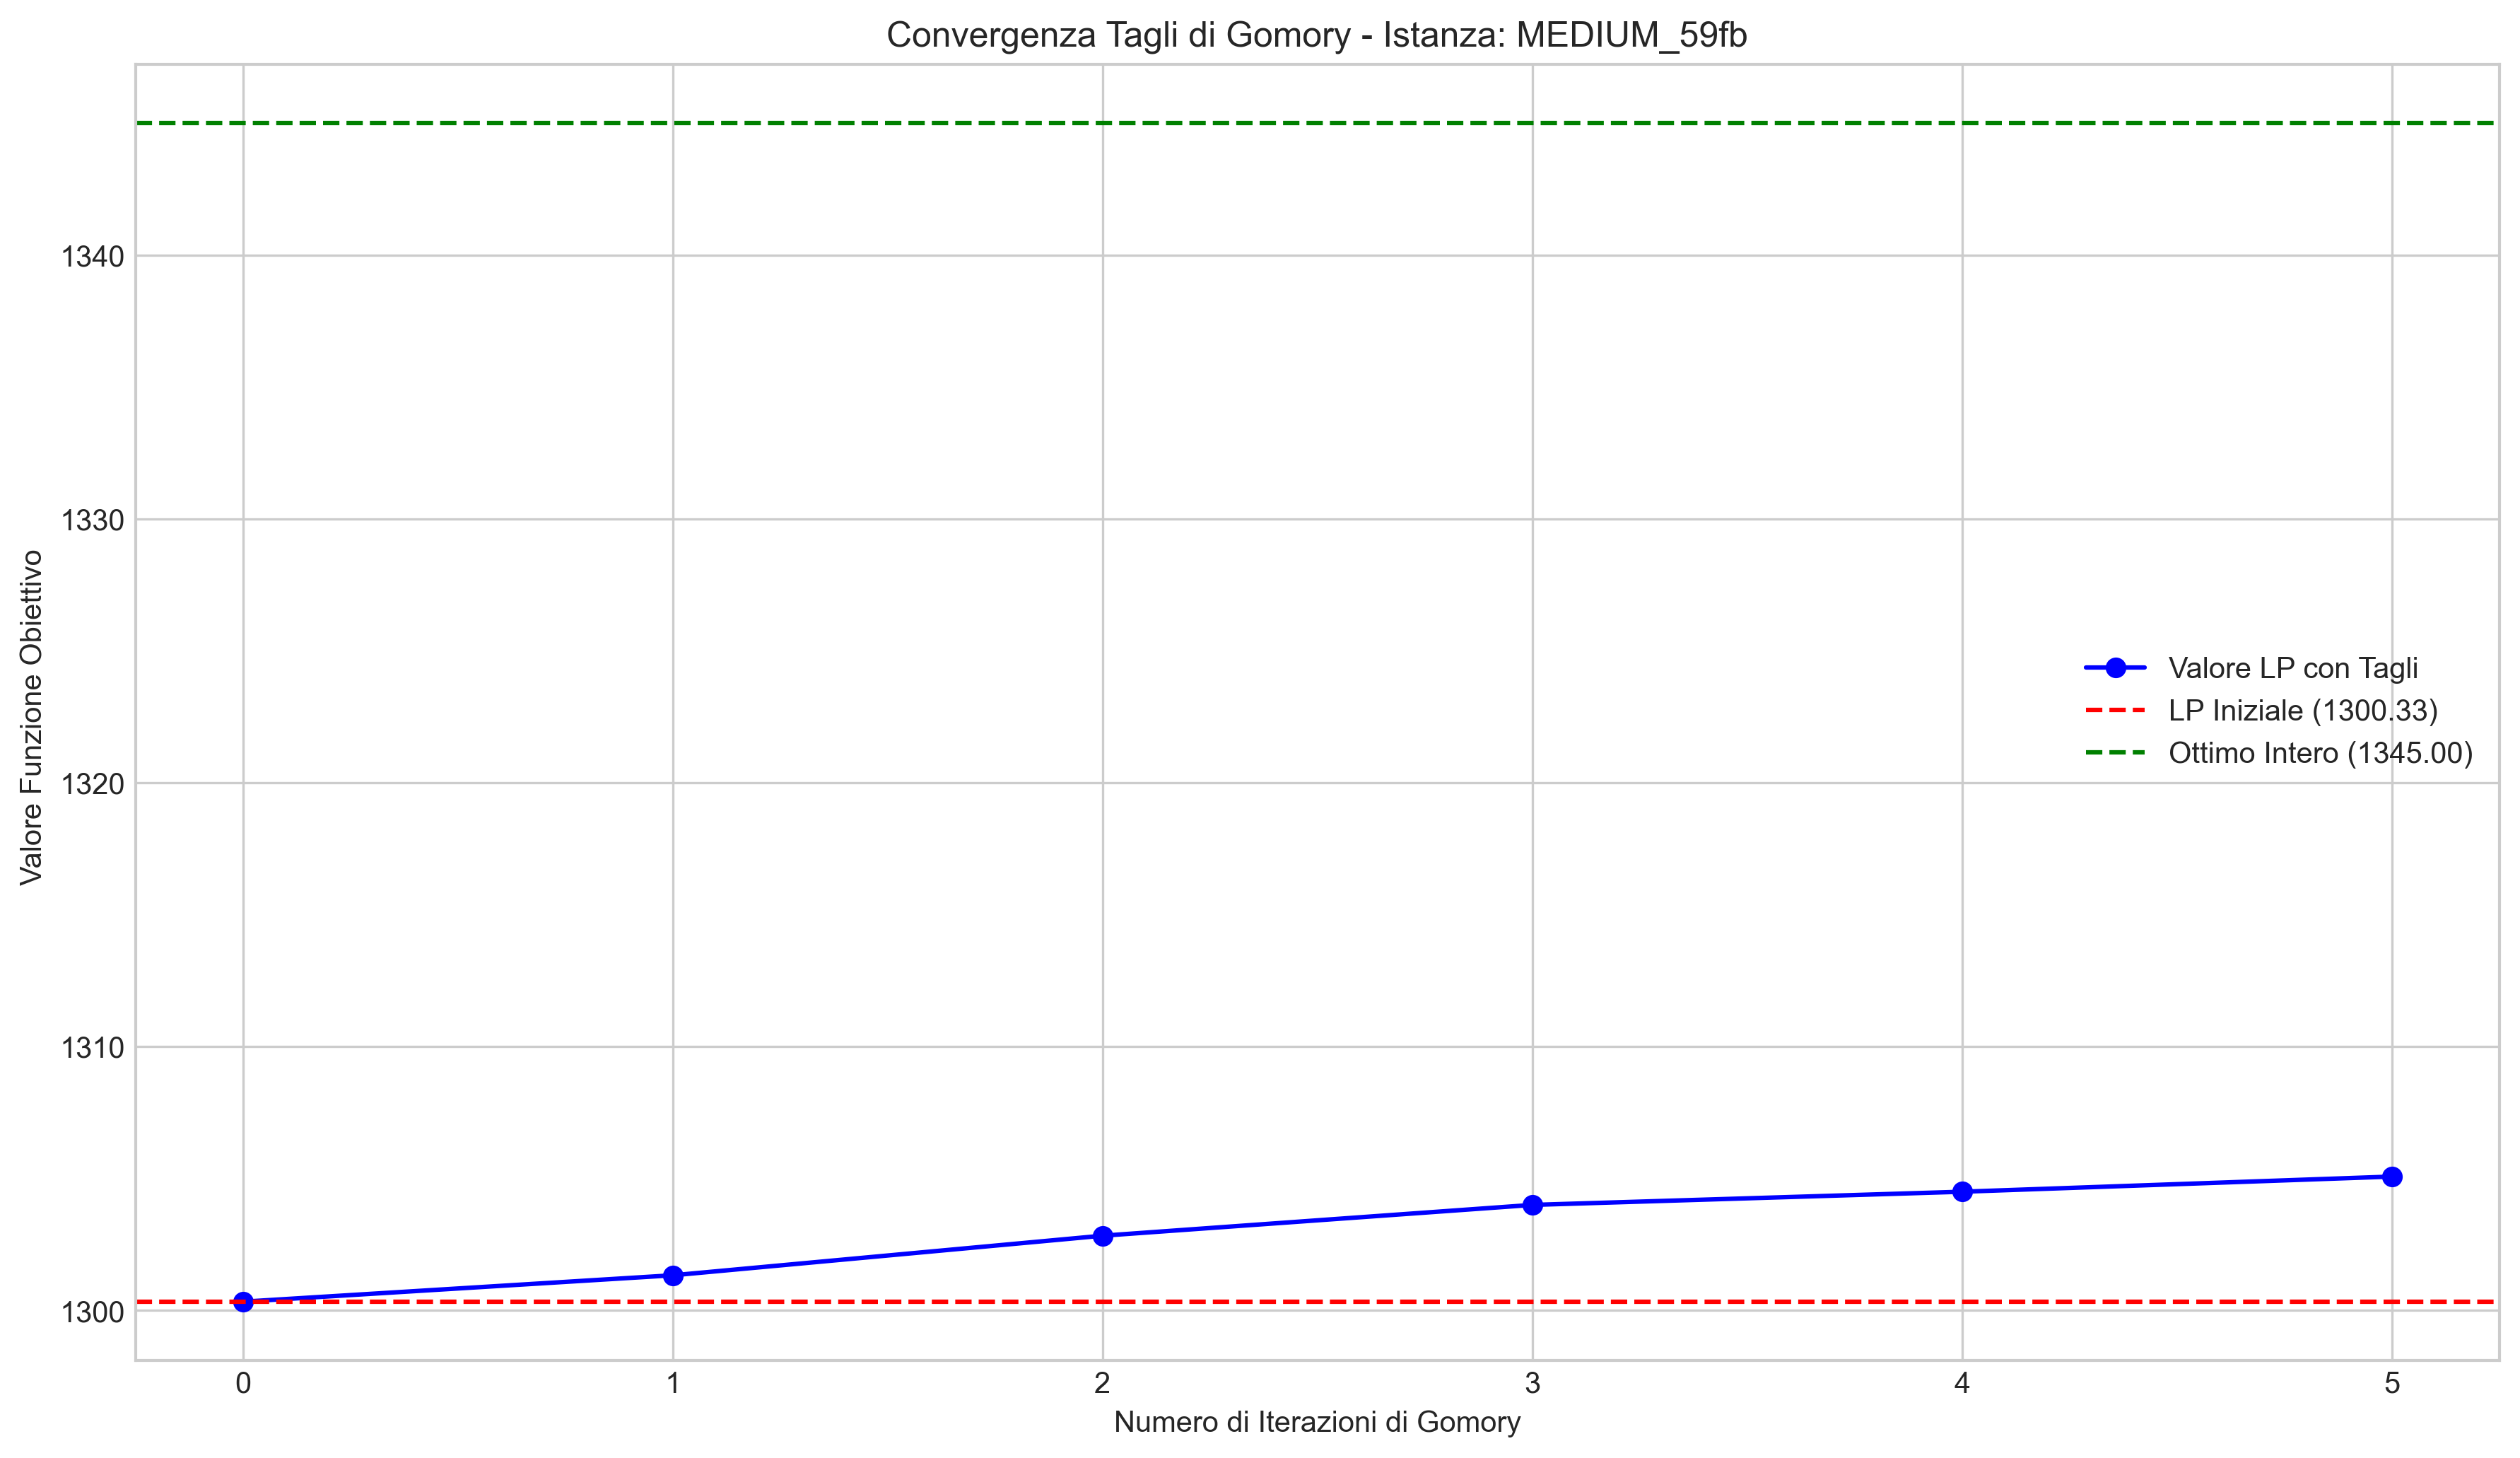 Convergenza Tagli di Gomory - Istanza: MEDIUM_59fb
Valore Funzione Obiettivo
1340
1330
1320
1310
1300
Valore LP con Tagli
LP Iniziale (1300.33)
Ottimo Intero (1345.00)
0 1 2 3 4 5
Numero di Iterazioni di Gomory